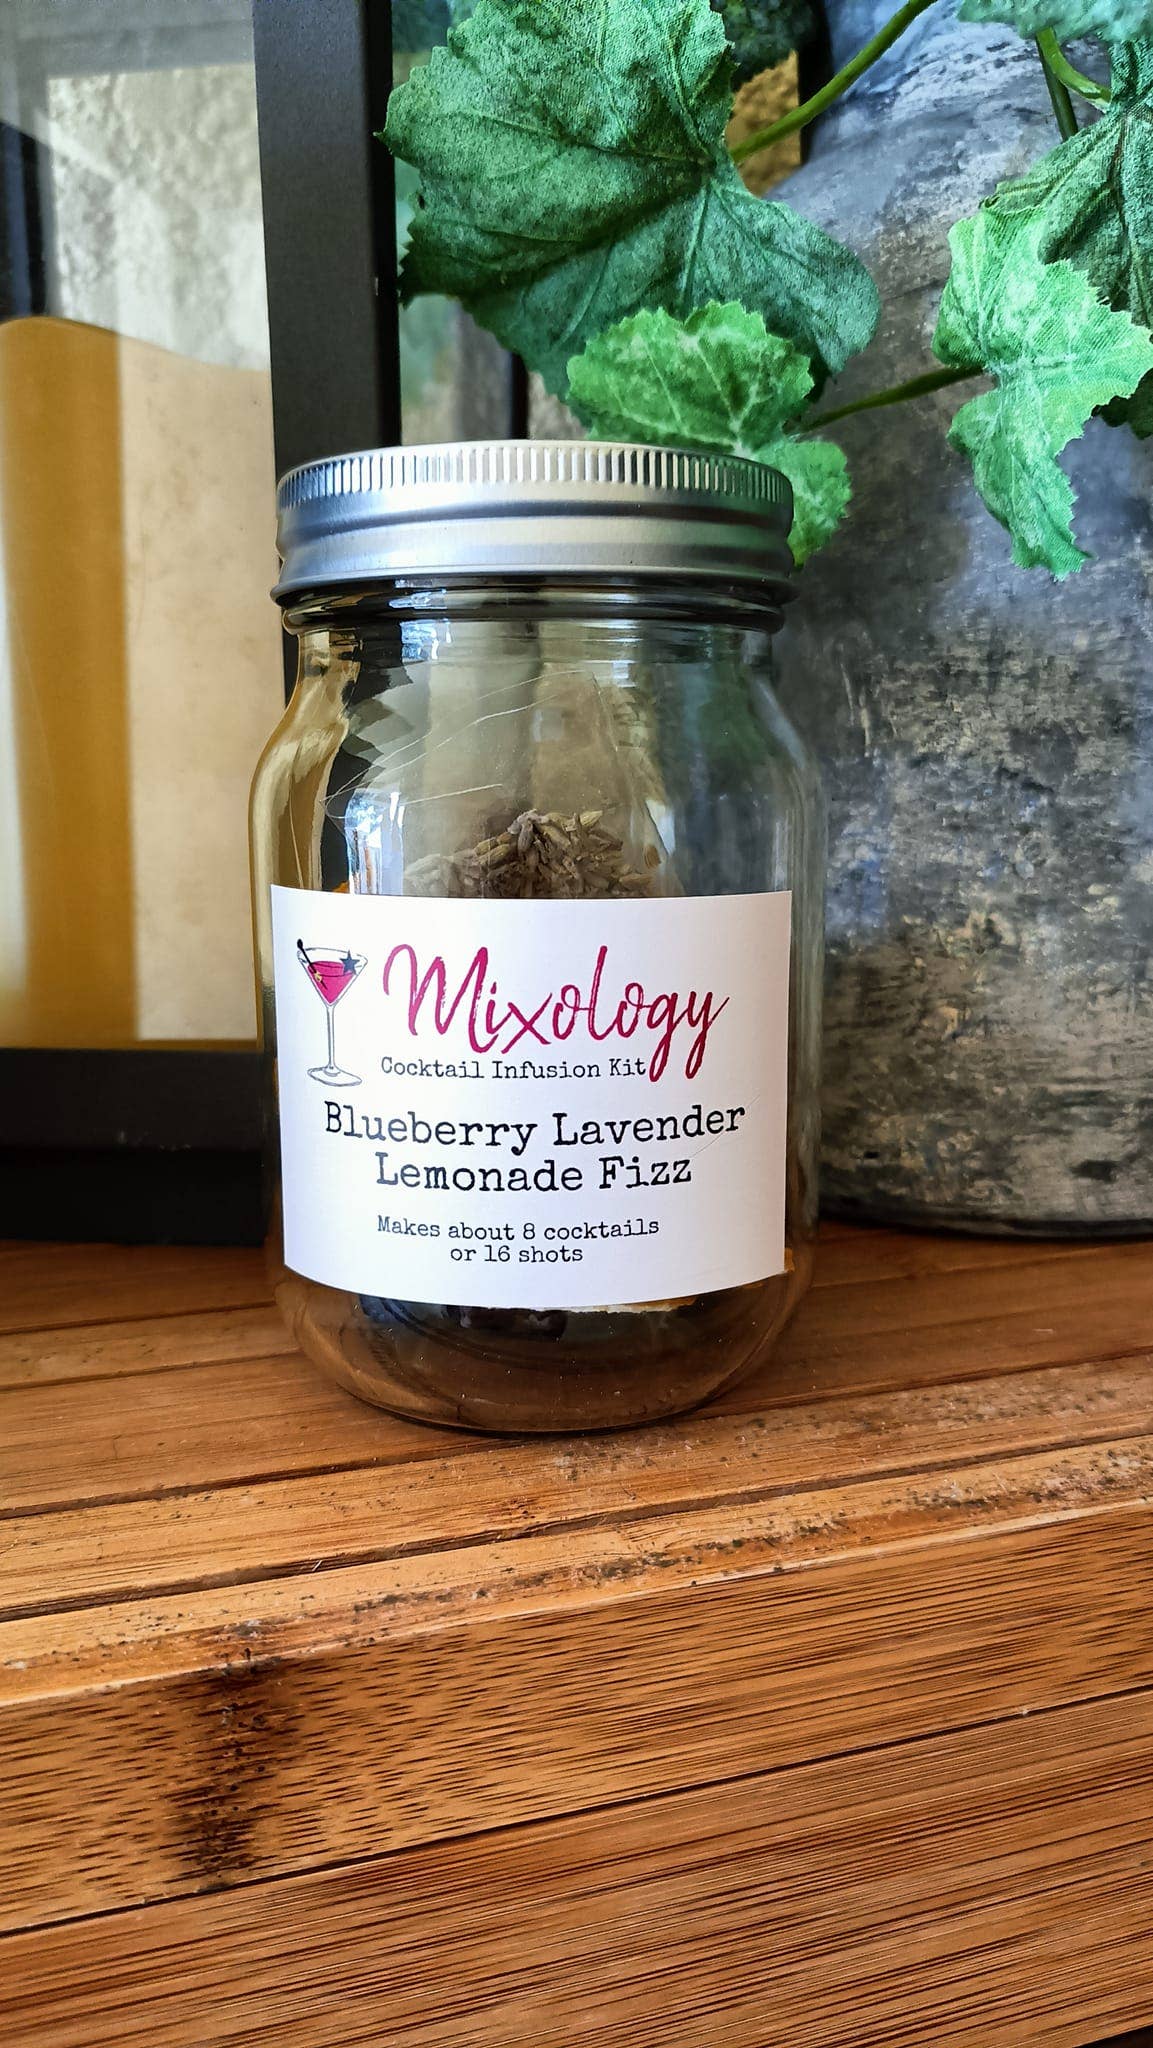 Mixology
Cocktail Infusion Kit
Blueberry Lavender
Lemonade Fizz
Makes about 8 cocktails
or 16 shots